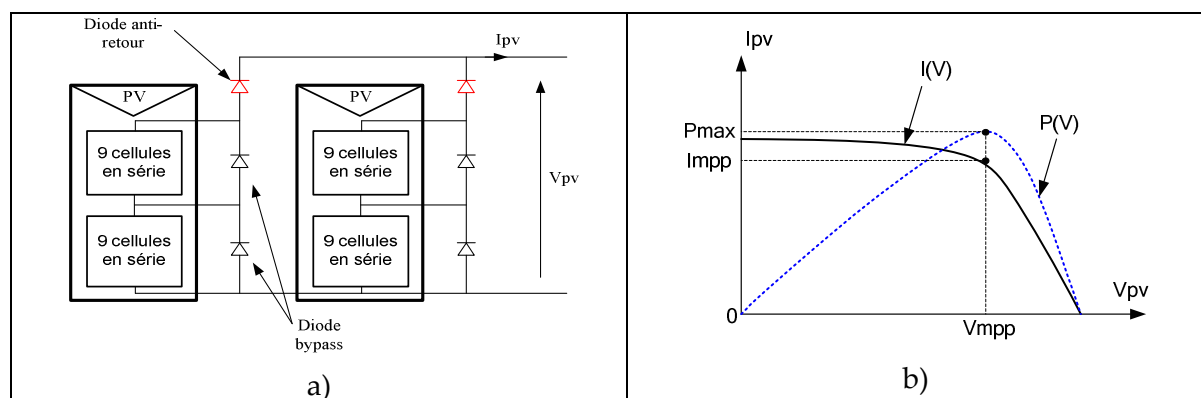 Diode anti-
retour
Ipv
PV
PV
9 cellules
en série
9 cellules
en série
9 cellules
en série
9 cellules
en série
Vpv
Diode
bypass
a)
Ipv
I(V)
Pmax
P(V)
Impp
Vpv
0
Vmpp
b)